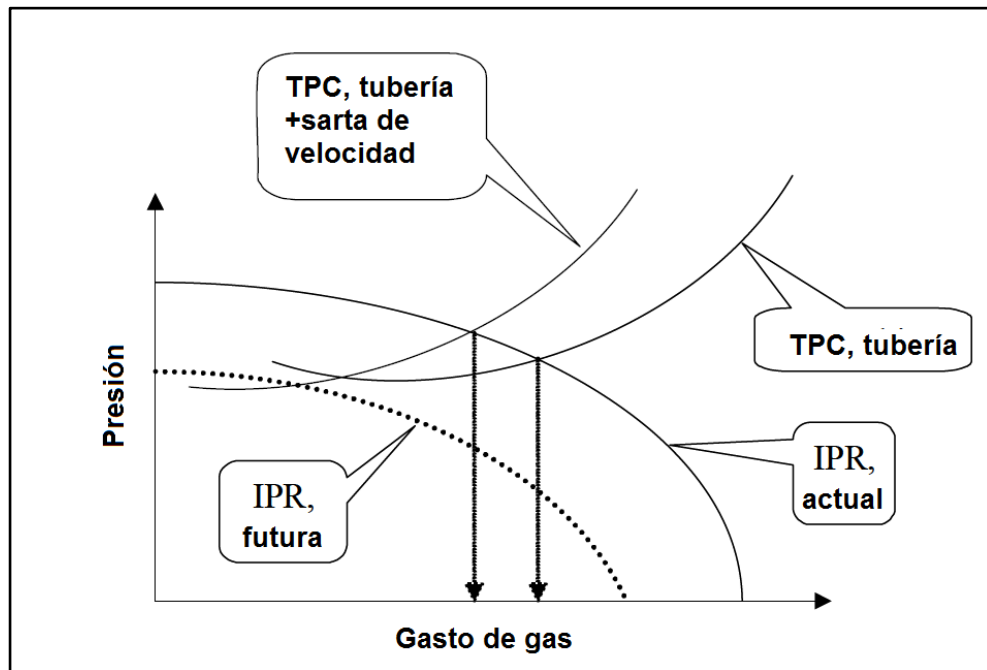 TPC, tubería
+sarta de
velocidad
TPC, tubería
IPR,
actual
IPR,
futura
Presión
Gasto de gas